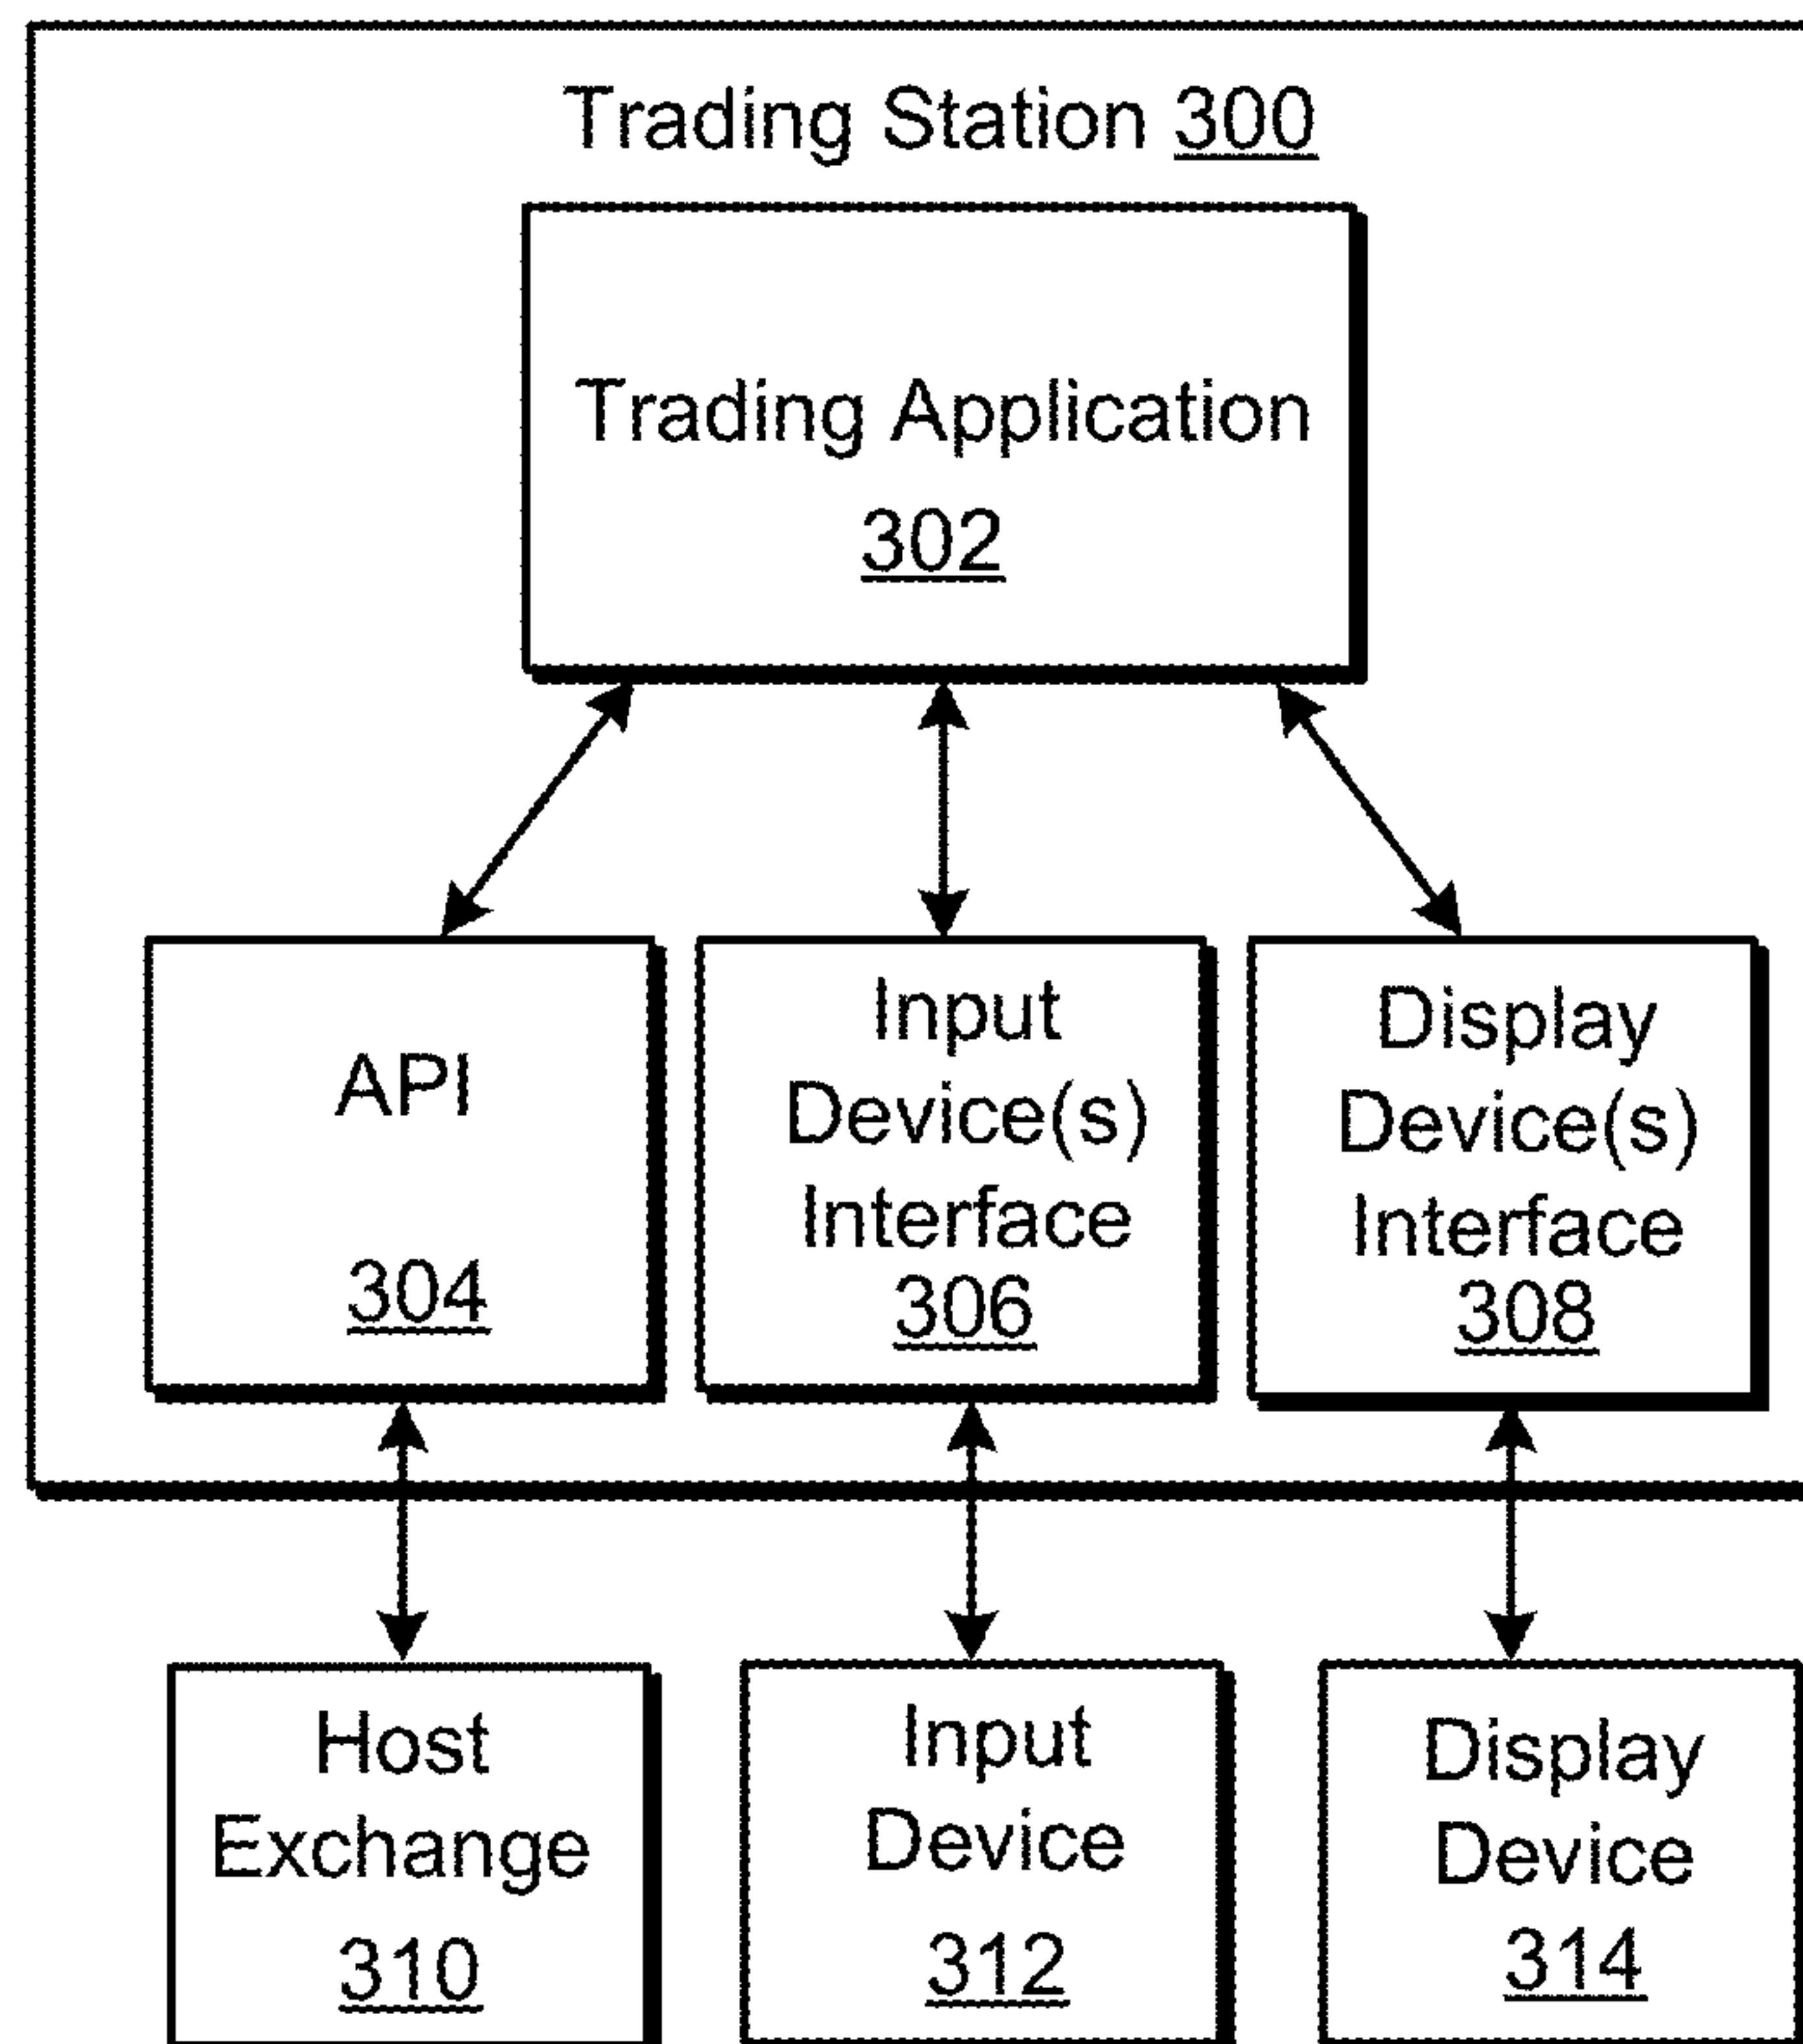 Trading Station 300
Trading Application
302
API
304
Input
Device(s)
Interface
306
Display
Device(s)
Interface
308
Host
Exchange
310
Input
Device
312
Display
Device
314